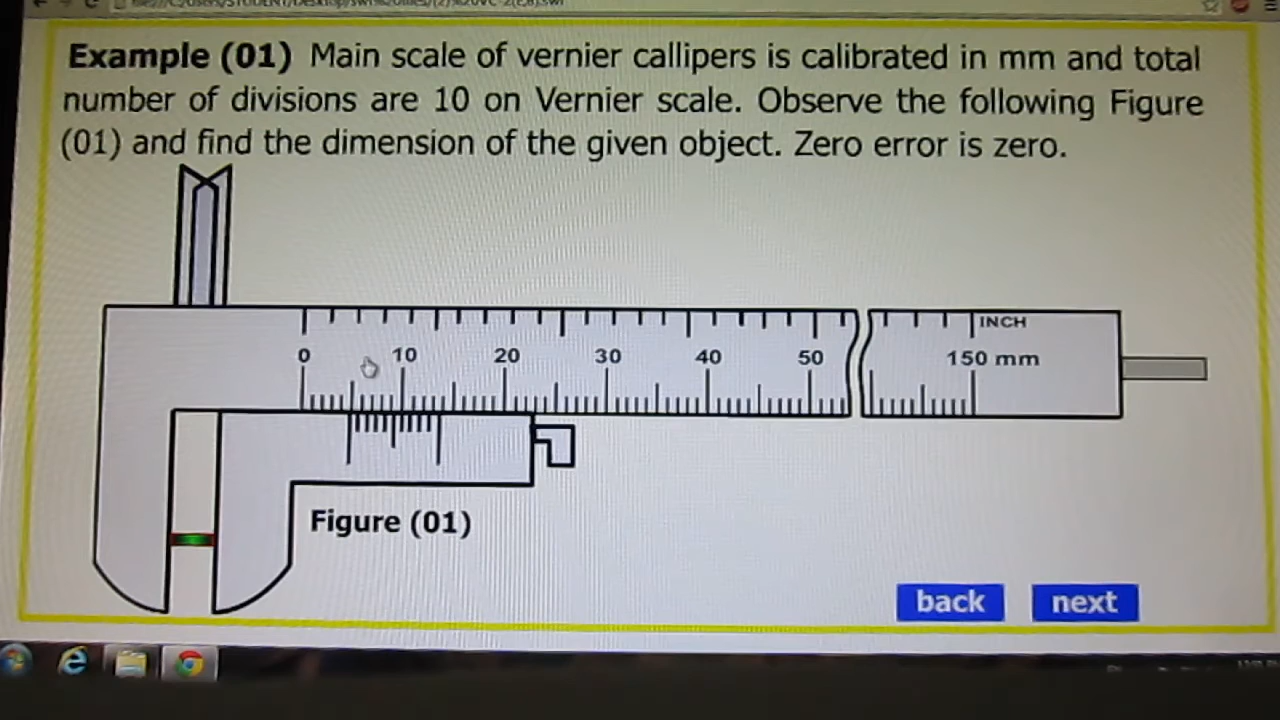 Example (01) Main scale of vernier callipers is calibrated in mm and total
number of divisions are 10 on Vernier scale. Observe the following Figure
(01) and find the dimension of the given object. Zero error is zero.
INCH
0 10 20 30 40 50 150 mm
Figure (01)
back next